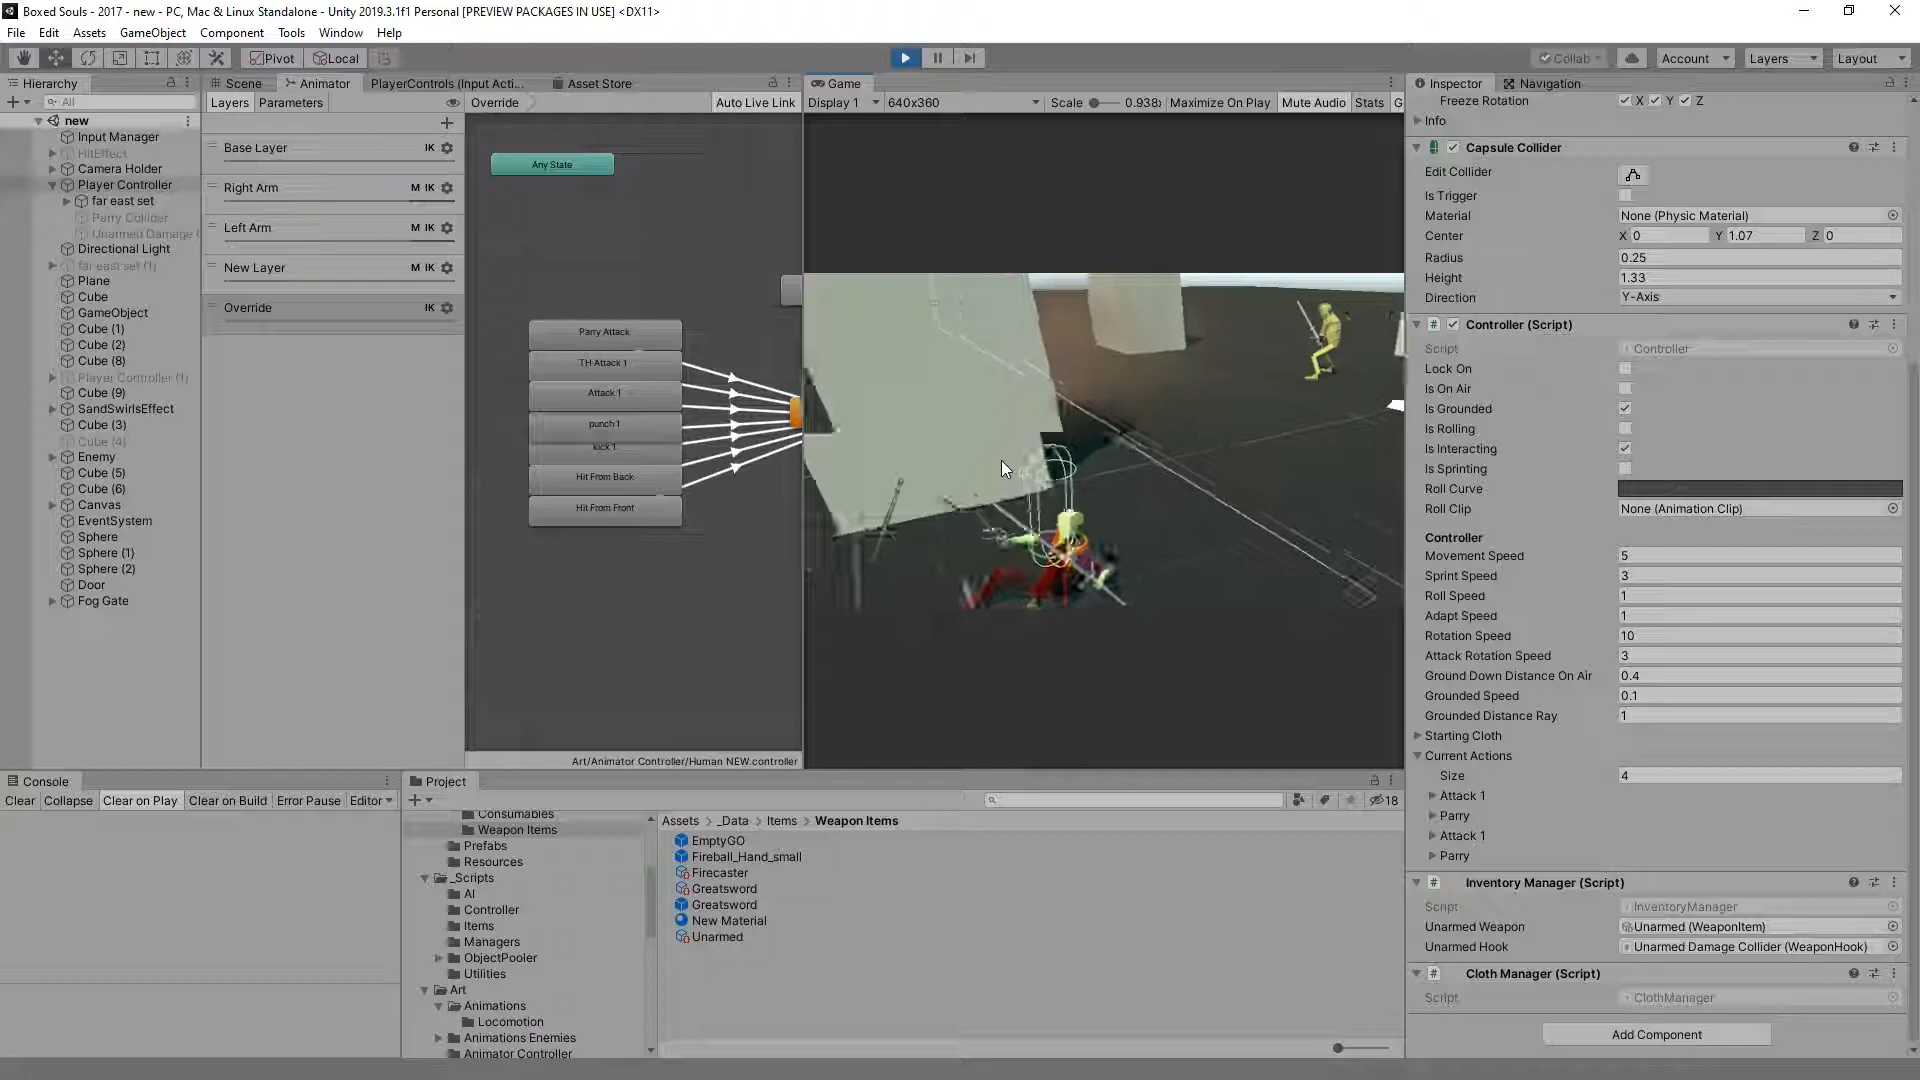 Boxed Souls - 2017 - new - PC, Mac & Linux Standalone - Unity 2019.3.1f1 Personal [PREVIEW PACKAGES IN USE] <DX11>
File Edit Assets GameObject Component Tools Window Help
Pivot Local Collab Account Layers Layout
Hierarchy
All
new
Input Manager
HitEffect
Camera Holder
Player Controller
far east set
Parry Collider
Unarmed Damage
Directional Light
far east set (1)
Plane
Cube
GameObject
Cube (1)
Cube (2)
Cube (8)
Player Controller (1)
Cube (9)
SandSwirlsEffect
Cube (3)
Cube (4)
Enemy
Cube (5)
Cube (6)
Canvas
EventSystem
Sphere
Sphere (1)
Sphere (2)
Door
Fog Gate
Scene Animator PlayerControls (Input Acti... Asset Store
Layers Parameters Override Auto Live Link
Base Layer IK
Right Arm M IK
Left Arm M IK
New Layer M IK
Override IK
Any State
Parry Attack
TH Attack 1
Attack 1
punch 1
kick 1
Hit From Back
Hit From Front
Art/Animator Controller/Human NEW.controller
Game
Display 1 640x360 Scale 0.938x Maximize On Play Mute Audio Stats G
Inspector Navigation
Freeze Rotation X Y Z
Info
Capsule Collider
Edit Collider
Is Trigger
Material None (Physic Material)
Center X 0 Y 1.07 Z 0
Radius 0.25
Height 1.33
Direction Y-Axis
Controller (Script)
Script Controller
Lock On
Is On Air
Is Grounded
Is Rolling
Is Interacting
Is Sprinting
Roll Curve
Roll Clip None (Animation Clip)
Controller
Movement Speed 5
Sprint Speed 3
Roll Speed 1
Adapt Speed 1
Rotation Speed 10
Attack Rotation Speed 3
Ground Down Distance On Air 0.4
Grounded Speed 0.1
Grounded Distance Ray 1
Starting Cloth
Current Actions
Size 4
Attack 1
Parry
Attack 1
Parry
Inventory Manager (Script)
Script InventoryManager
Unarmed Weapon Unarmed (WeaponItem)
Unarmed Hook Unarmed Damage Collider (WeaponHook)
Cloth Manager (Script)
Script ClothManager
Add Component
Console
Clear Collapse Clear on Play Clear on Build Error Pause Editor
Project
18
Consumables
Weapon Items
Prefabs
Resources
_Scripts
AI
Controller
Items
Managers
ObjectPooler
Utilities
Art
Animations
Locomotion
Animations Enemies
Animator Controller
Assets > _Data > Items > Weapon Items
EmptyGO
Fireball_Hand_small
Firecaster
Greatsword
Greatsword
New Material
Unarmed